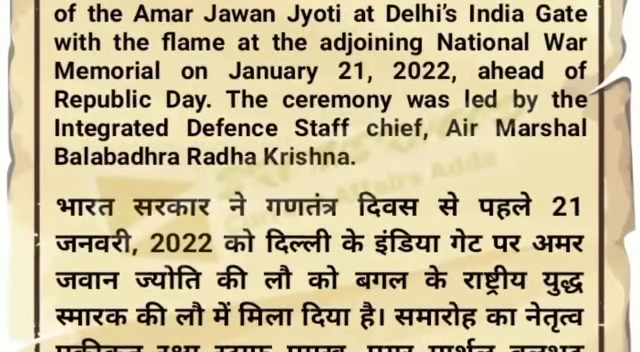 of the Amar Jawan Jyoti at Delhi's India Gate
with the flame at the adjoining National War
Memorial on January 21, 2022, ahead of
Republic Day. The ceremony was led by the
Integrated Defence Staff chief, Air Marshal
Balabadhra Radha Krishna.
भारत सरकार ने गणतंत्र दिवस से पहले 21
जनवरी, 2022 को दिल्ली के इंडिया गेट पर अमर
जवान ज्योति की लौ को बगल के राष्ट्रीय युद्ध
स्मारक की लौ में मिला दिया है। समारोह का नेतृत्व